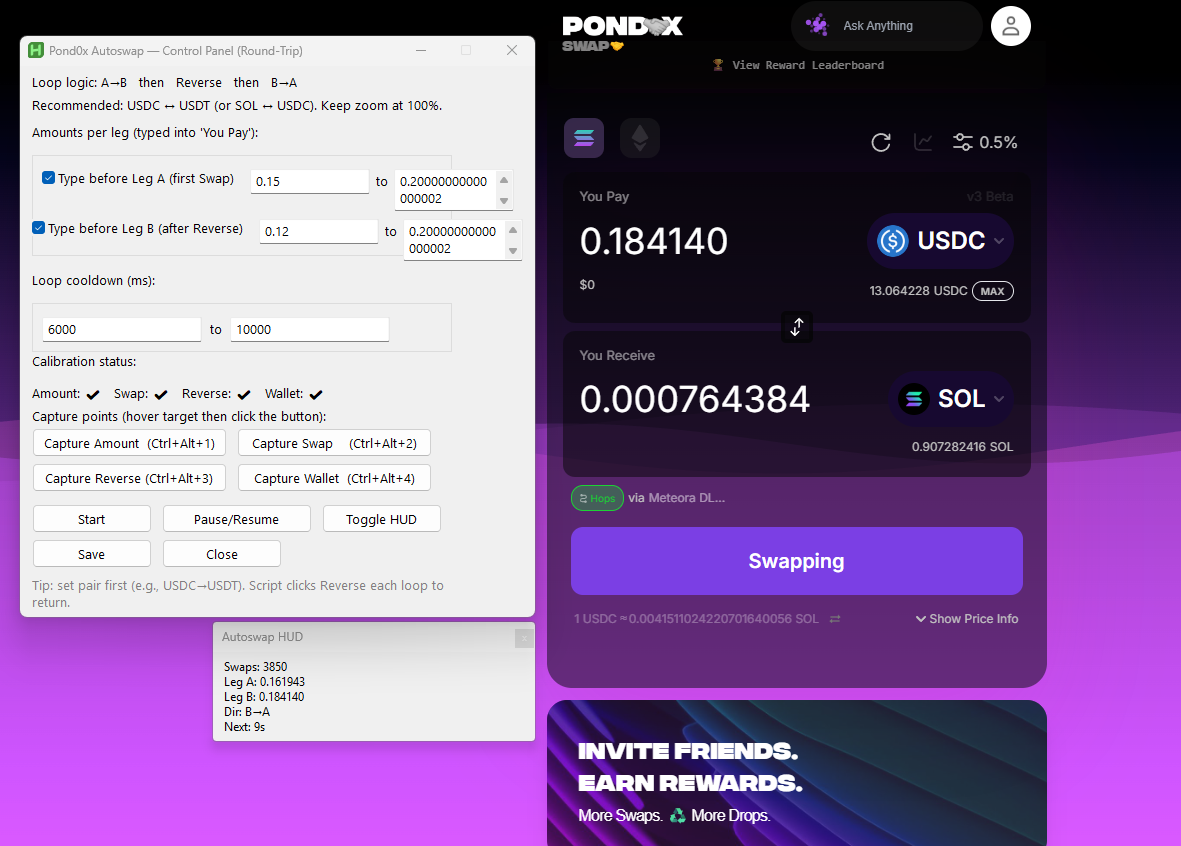 Pond0x Autoswap — Control Panel (Round-Trip)
Loop logic: A→B then Reverse then B→A
Recommended: USDC ↔ USDT (or SOL ↔ USDC). Keep zoom at 100%.
Amounts per leg (typed into 'You Pay'):
Type before Leg A (first Swap) 0.15 to 0.20000000000
000002
Type before Leg B (after Reverse) 0.12 to 0.20000000000
000002
Loop cooldown (ms):
6000 to 10000
Calibration status:
Amount: ✔ Swap: ✔ Reverse: ✔ Wallet: ✔
Capture points (hover target then click the button):
Capture Amount (Ctrl+Alt+1) Capture Swap (Ctrl+Alt+2)
Capture Reverse (Ctrl+Alt+3) Capture Wallet (Ctrl+Alt+4)
Start Pause/Resume Toggle HUD
Save Close
Tip: set pair first (e.g., USDC→USDT). Script clicks Reverse each loop to
return.
Autoswap HUD
x
Swaps: 3850
Leg A: 0.161943
Leg B: 0.184140
Dir: B→A
Next: 9s
POND🤝X
SWAP🤝
Ask Anything
🏆 View Reward Leaderboard
0.5%
You Pay v3 Beta
0.184140 USDC
$0 13.064228 USDC MAX
You Receive
0.000764384 SOL
0.907282416 SOL
Hops via Meteora DL...
Swapping
1 USDC ≈ 0.0041511024220701640056 SOL Show Price Info
INVITE FRIENDS.
EARN REWARDS.
More Swaps. ♻️ More Drops.